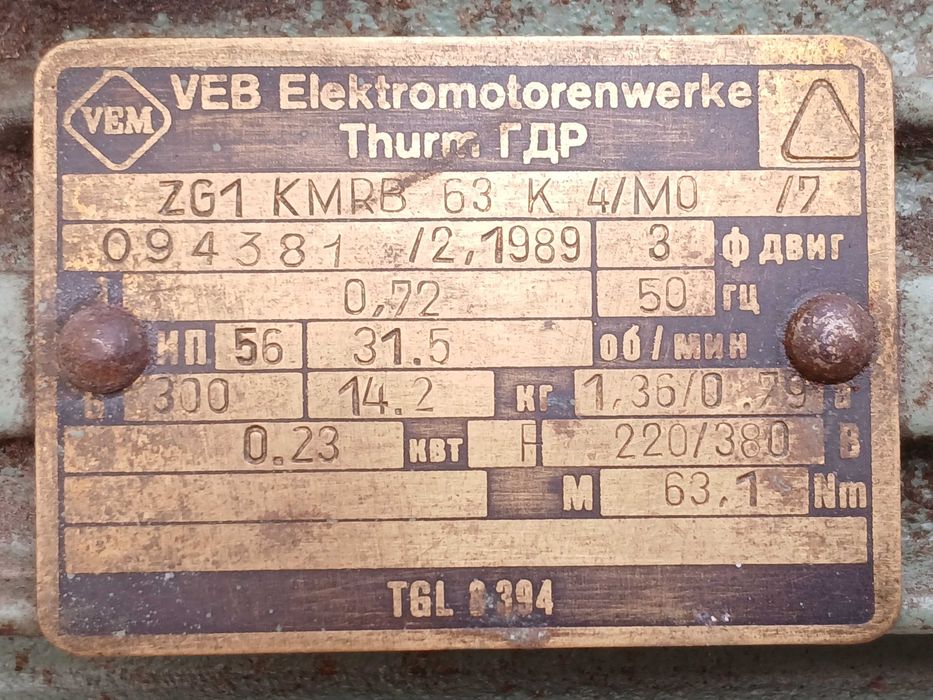 VEM VEB Elektromotorenwerke
Thurm ГДР
ZG1 KMRB 63 K 4/M0 /7
094381 /2,1989 3 ф двиг
0,72 50 гц
ИП 56 31.5 об/мин
300 14.2 кг 1,36/0.79
0.23 квт F 220/380 В
М 63,1 Nm
TGL 394